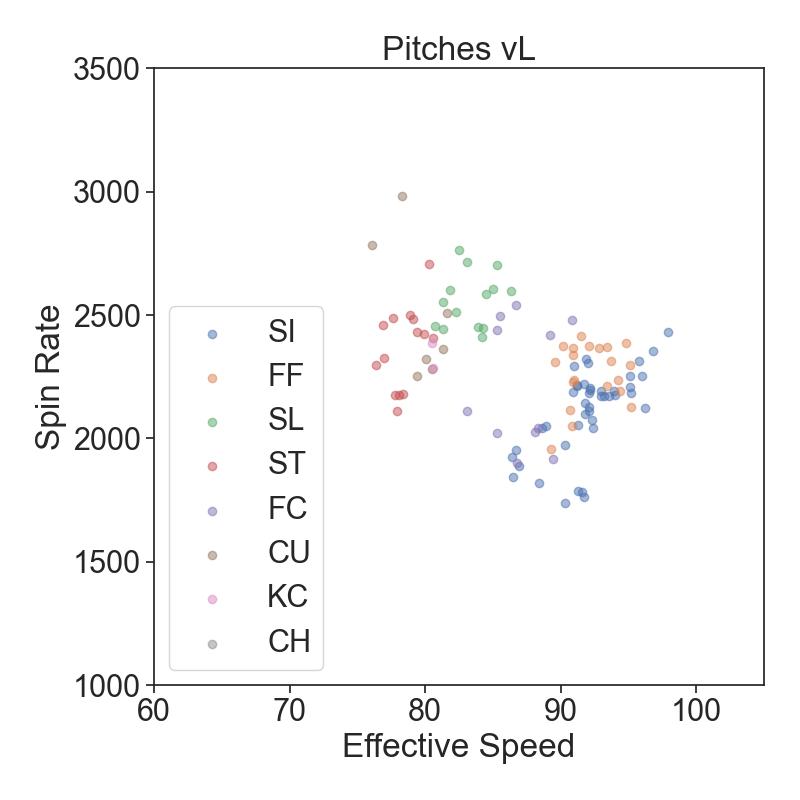 Pitches vL
3500
3000
2500
2000
1500
1000
Spin Rate
SI
FF
SL
ST
FC
CU
KC
CH
60 70 80 90 100
Effective Speed